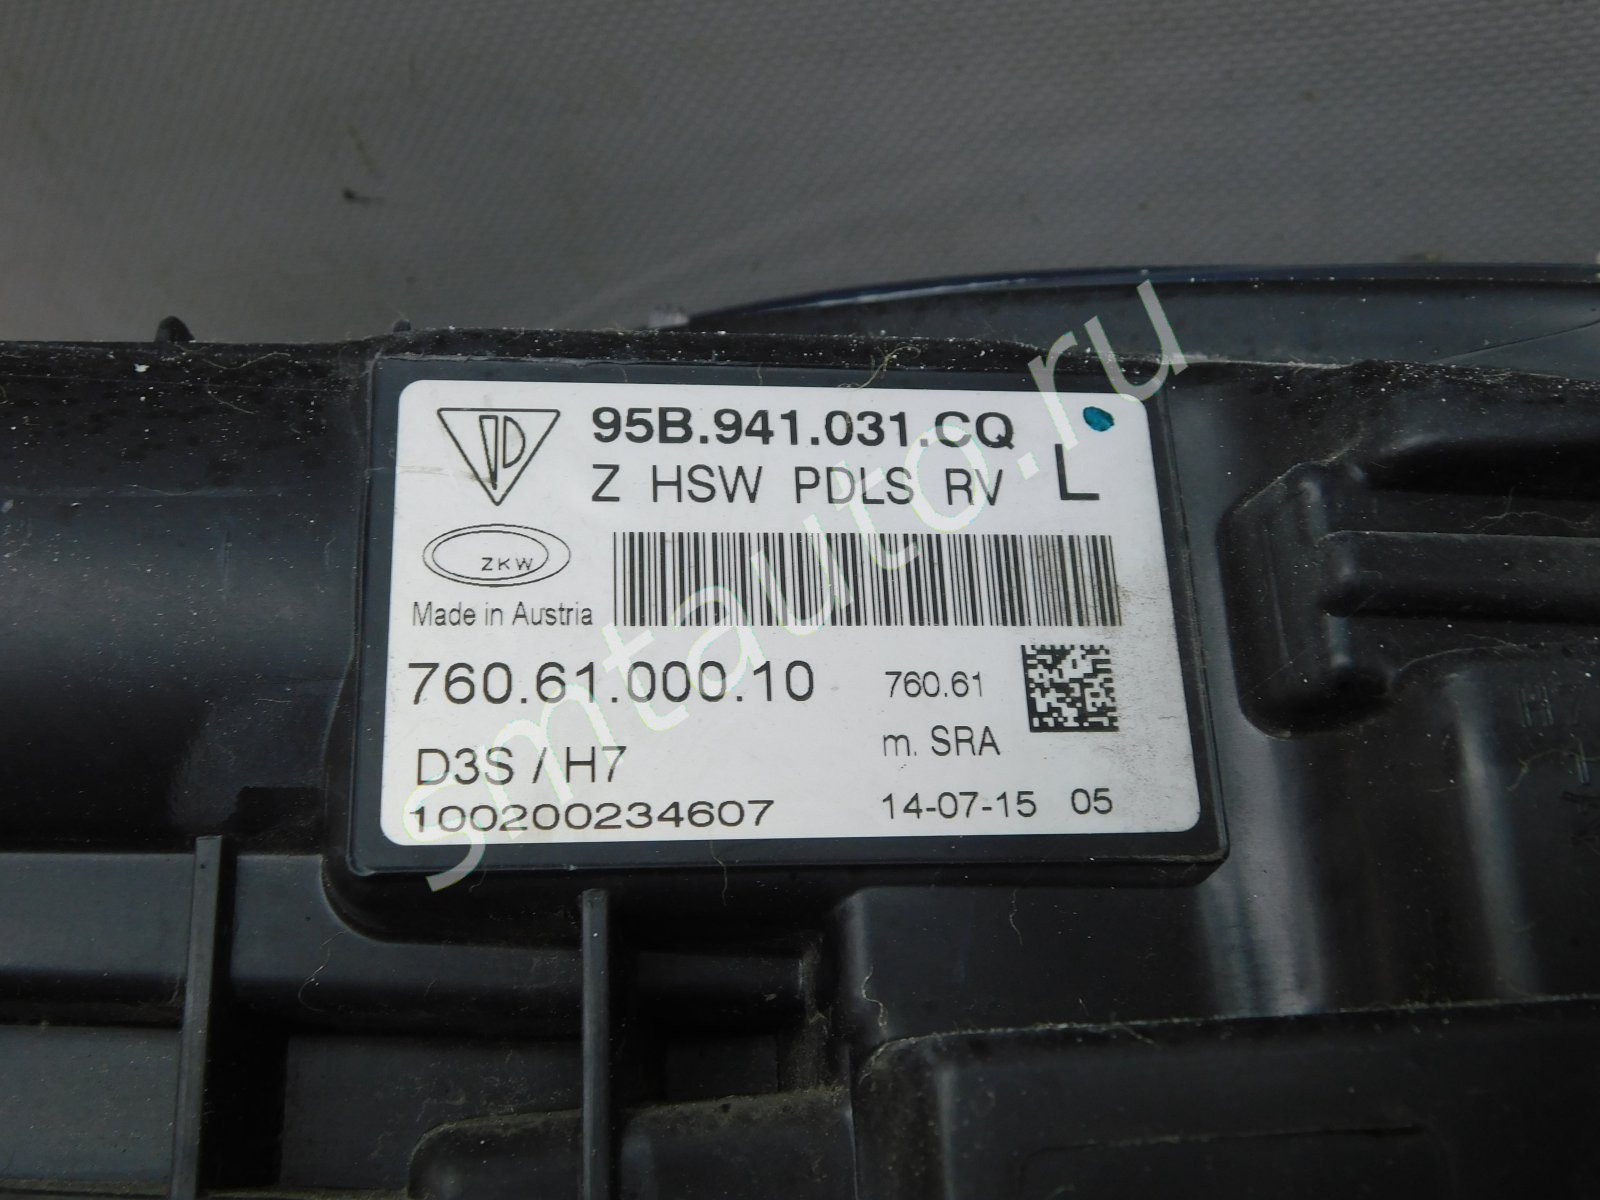 95B.941.031.CQ
Z HSW PDLS RV L
ZKW
Made in Austria
760.61.000.10 760.61
m. SRA
D3S / H7
100200234607 14-07-15 05
smtauto.ru